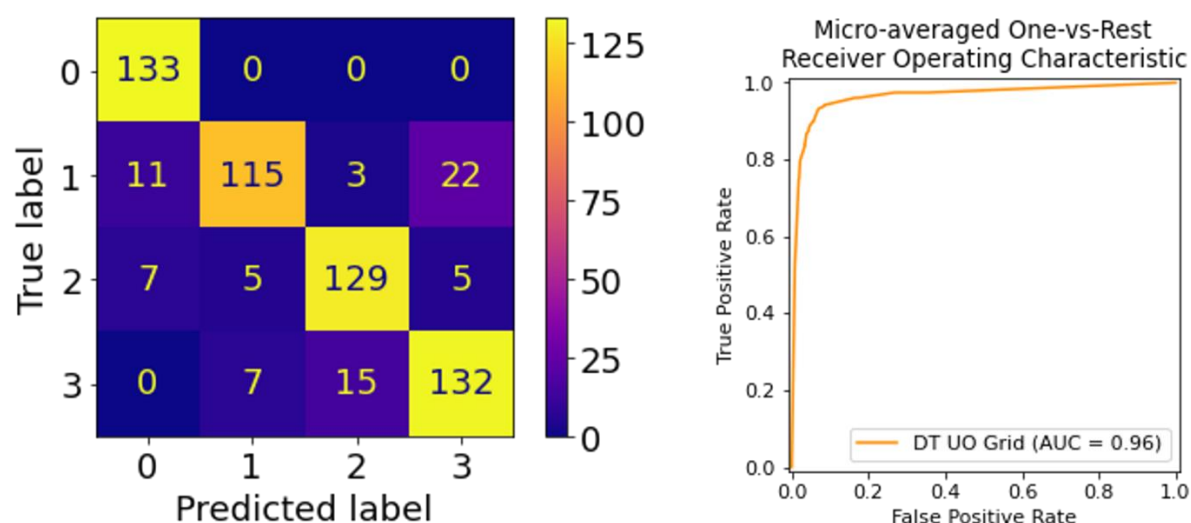 125
100
75
50
25
0
True label
0 133 0 0 0
1 11 115 3 22
2 7 5 129 5
3 0 7 15 132
0 1 2 3
Predicted label
Micro-averaged One-vs-Rest
Receiver Operating Characteristic
True Positive Rate
1.0
0.8
0.6
0.4
0.2
0.0
DT UO Grid (AUC = 0.96)
0.0 0.2 0.4 0.6 0.8 1.0
False Positive Rate